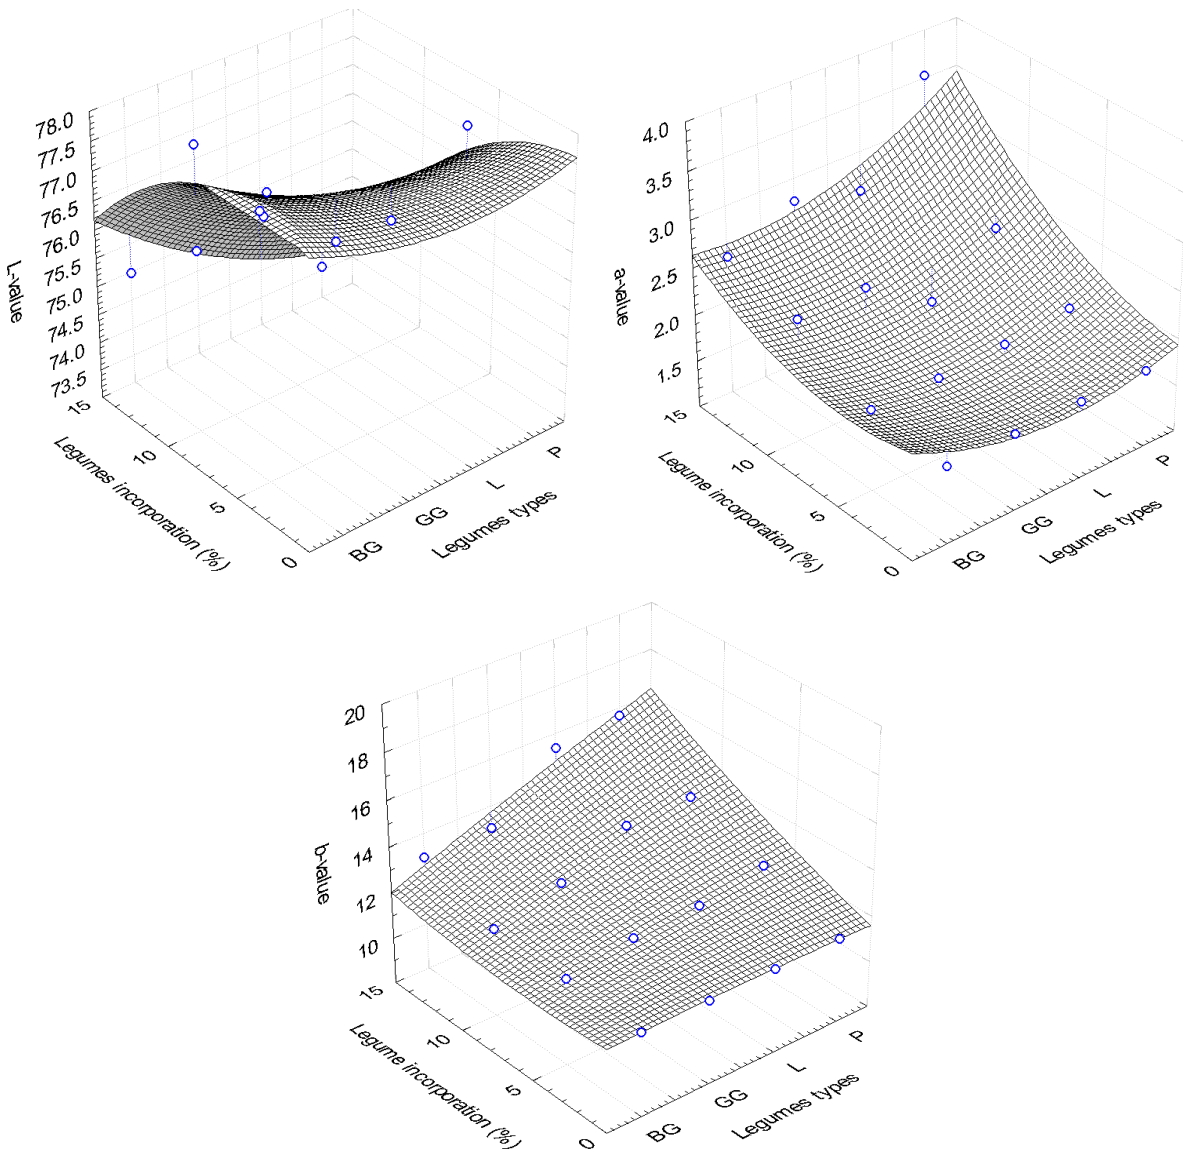 78.0
77.5
77.0
76.5
76.0
75.5
75.0
74.5
74.0
73.5
L-value
15
10
5
0
Legumes incorporation (%)
BG
GG
L
P
Legumes types
4.0
3.5
3.0
2.5
2.0
1.5
a-value
15
10
5
0
Legume incorporation (%)
BG
GG
L
P
Legumes types
20
18
16
14
12
10
b-value
15
10
5
0
Legume incorporation (%)
BG
GG
L
P
Legumes types